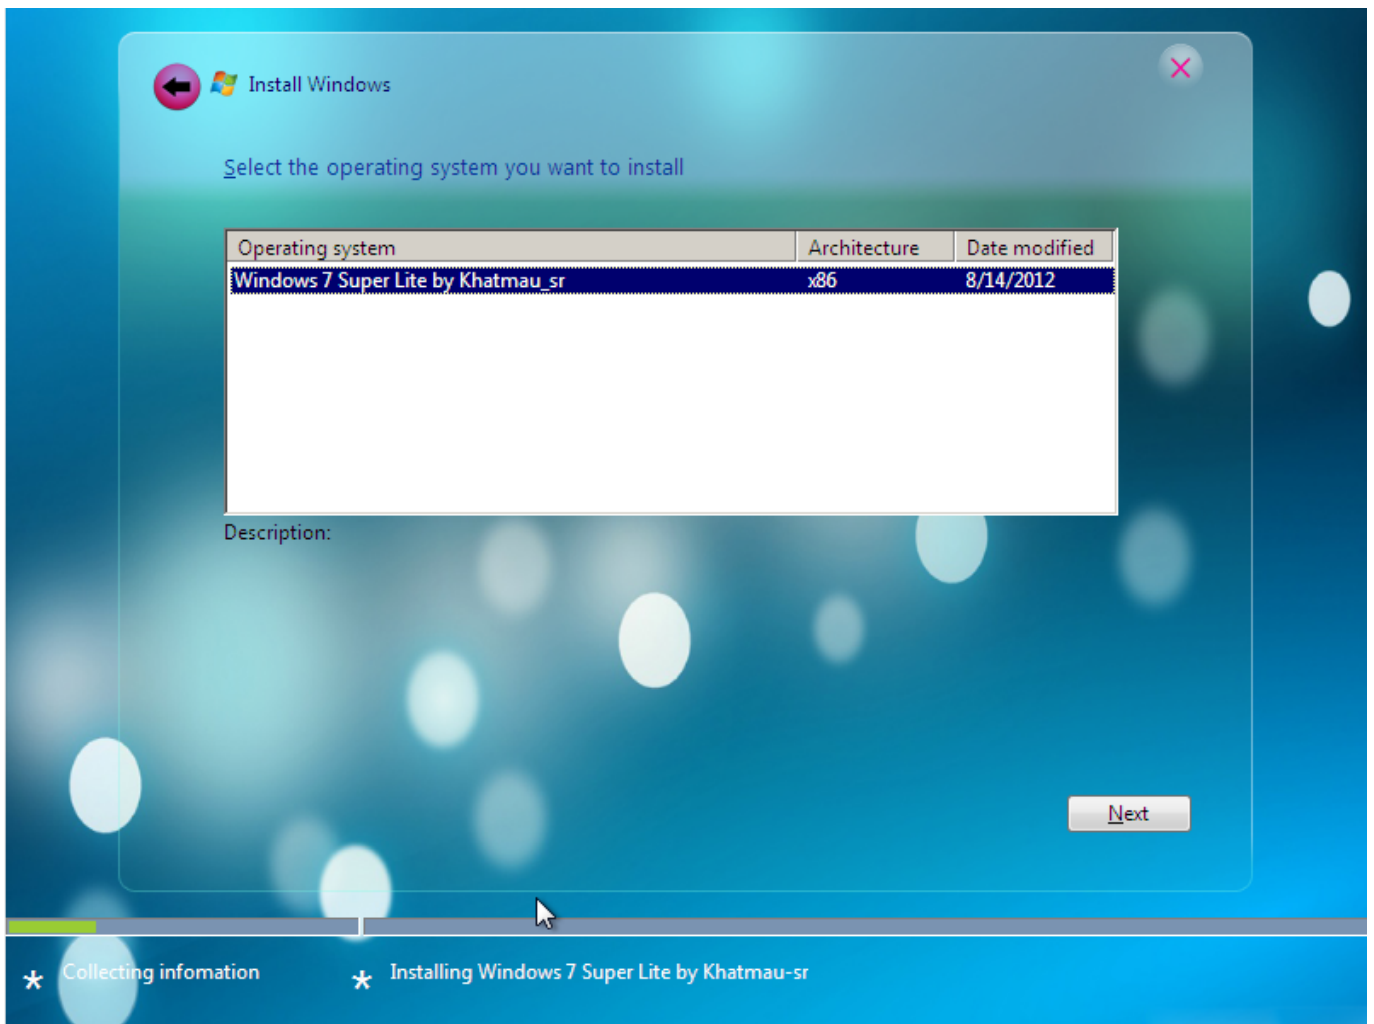 Install Windows
Select the operating system you want to install
Operating system Architecture Date modified
Windows 7 Super Lite by Khatmau_sr x86 8/14/2012
Description:
Next
* Collecting infomation * Installing Windows 7 Super Lite by Khatmau-sr